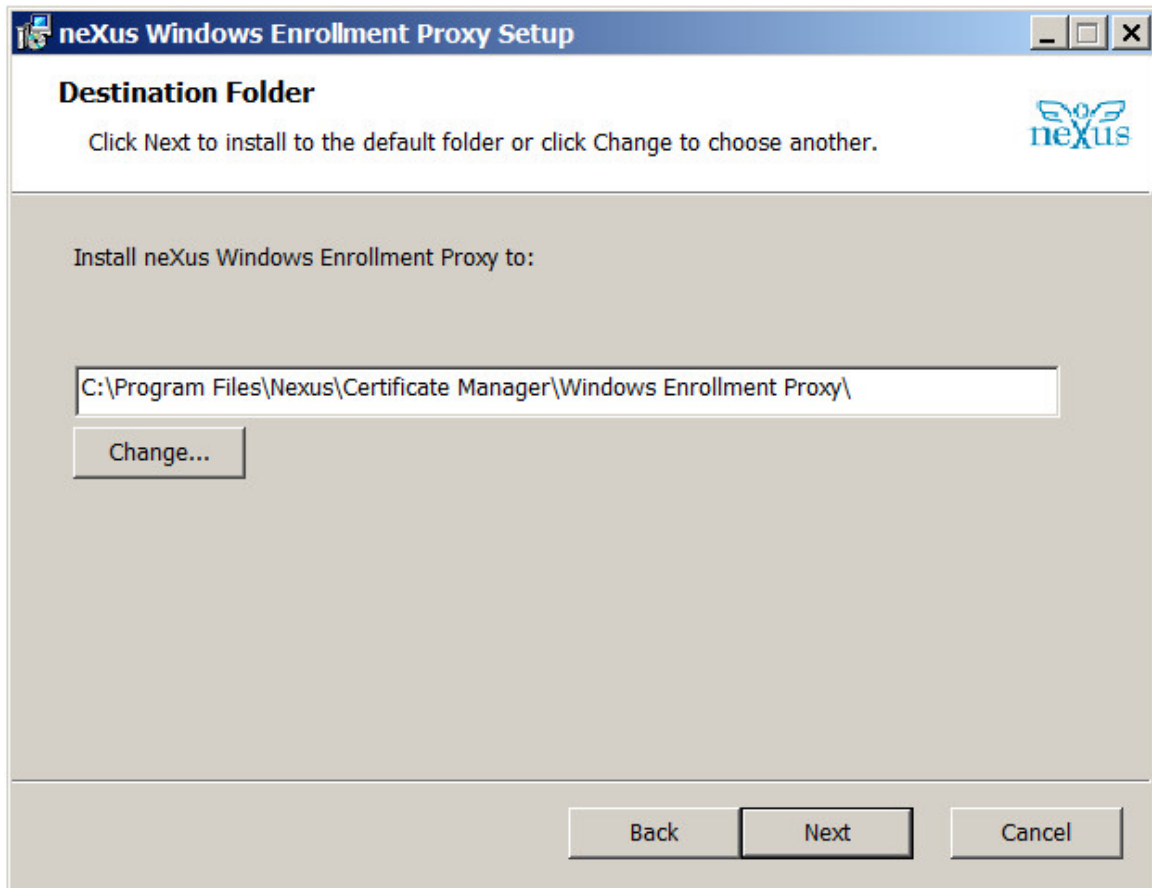 neXus Windows Enrollment Proxy Setup
Destination Folder
Click Next to install to the default folder or click Change to choose another.
neXus
Install neXus Windows Enrollment Proxy to:
C:\Program Files\Nexus\Certificate Manager\Windows Enrollment Proxy\
Change...
Back Next Cancel